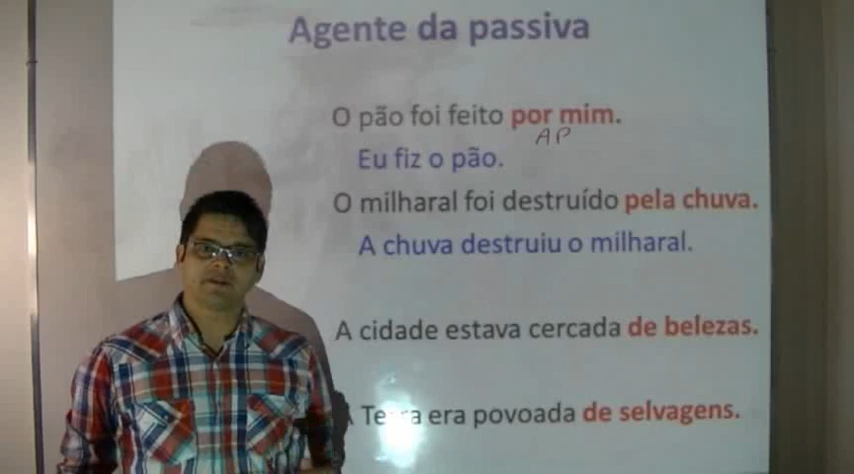 Agente da passiva
O pão foi feito por mim.
AP
Eu fiz o pão.
O milharal foi destruído pela chuva.
A chuva destruiu o milharal.
A cidade estava cercada de belezas.
A Terra era povoada de selvagens.